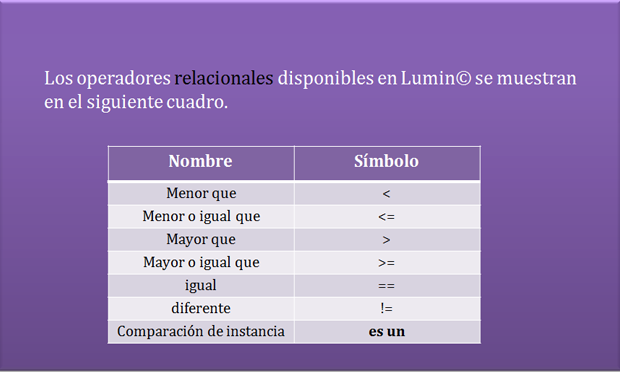 Los operadores relacionales disponibles en Lumin© se muestran
en el siguiente cuadro.
Nombre Símbolo
Menor que <
Menor o igual que <=
Mayor que >
Mayor o igual que >=
igual ==
diferente !=
Comparación de instancia es un